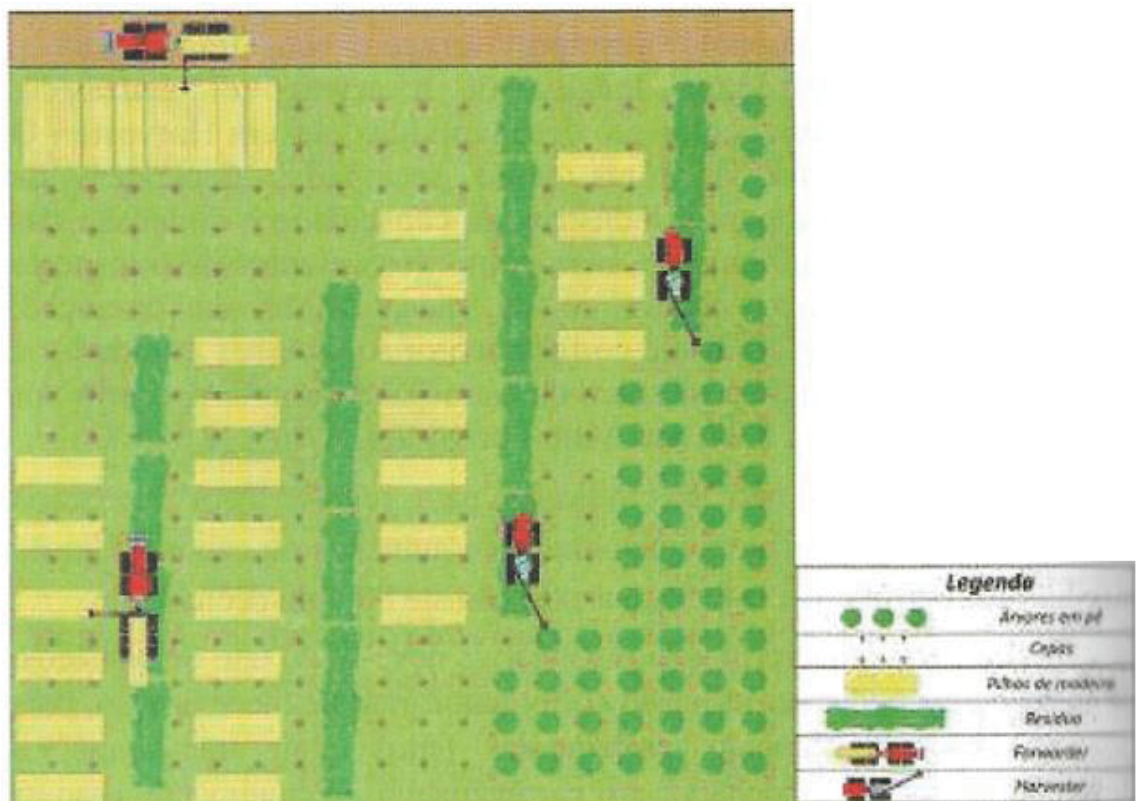 Legenda
Árvores em pé
Cepas
Pilhas de madeira
Resíduo
Forwarder
Harvester